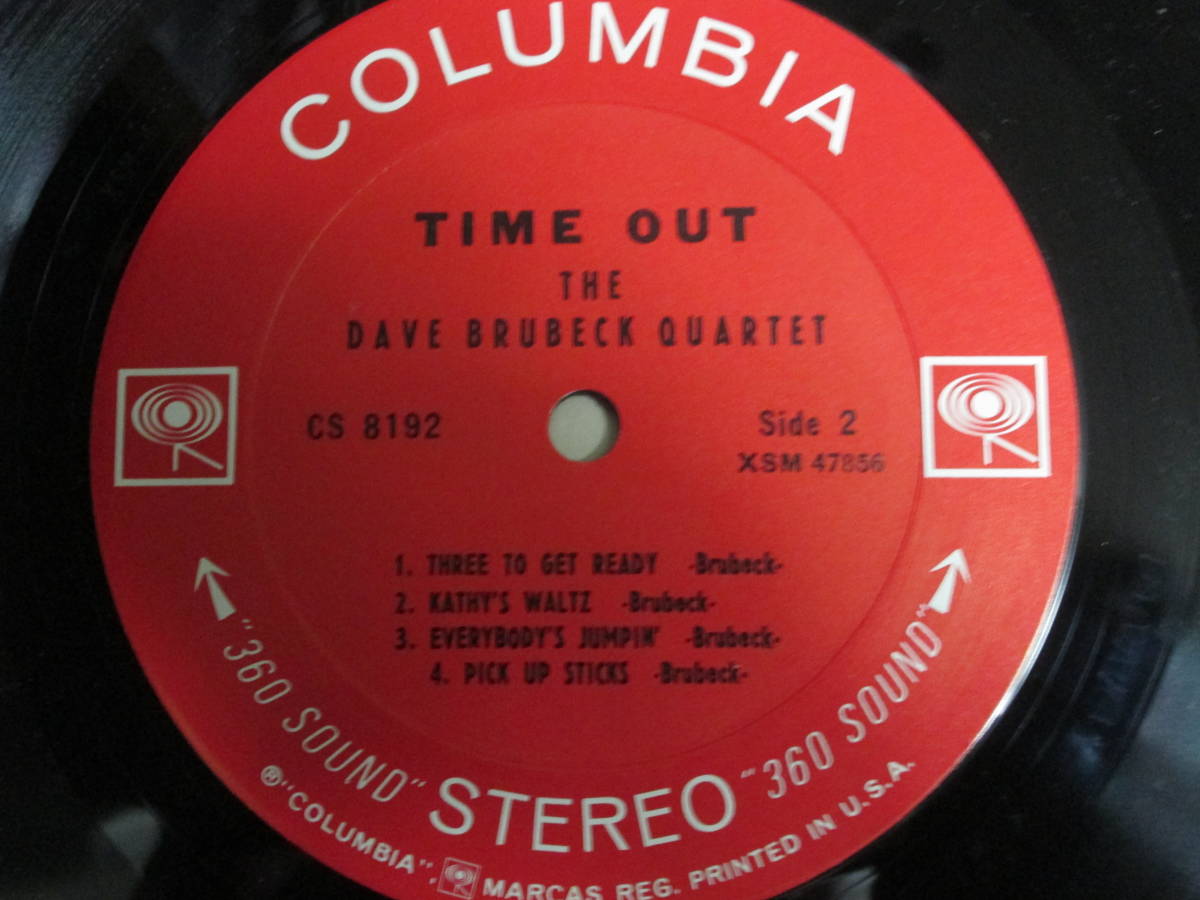 COLUMBIA
TIME OUT
THE
DAVE BRUBECK QUARTET
CS 8192
Side 2
XSM 47856
1. THREE TO GET READY -Brubeck-
2. KATHY'S WALTZ -Brubeck-
3. EVERYBODY'S JUMPIN' -Brubeck-
4. PICK UP STICKS -Brubeck-
"360 SOUND" STEREO "360 SOUND"
® "COLUMBIA", MARCAS REG. PRINTED IN U.S.A.